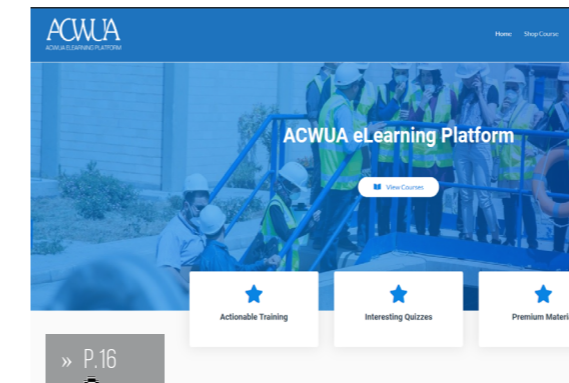 ACWUA
ACWUA ELEARNING PLATFORM
Home Shop Course
ACWUA eLearning Platform
View Courses
Actionable Training
Interesting Quizzes
Premium Materi
» P.16